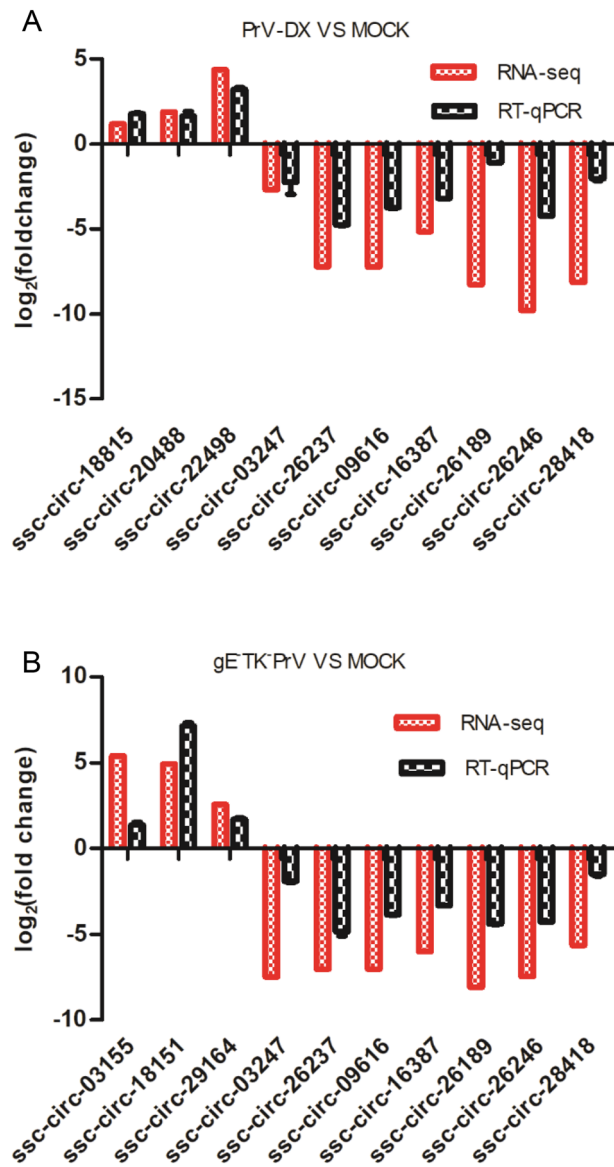 A
PrV-DX VS MOCK
RNA-seq
RT-qPCR
log₂(foldchange)
5
0
-5
-10
-15
ssc-circ-18815
ssc-circ-20488
ssc-circ-22498
ssc-circ-03247
ssc-circ-26237
ssc-circ-09616
ssc-circ-16387
ssc-circ-26189
ssc-circ-26246
ssc-circ-28418
B
gE⁻TK⁻PrV VS MOCK
RNA-seq
RT-qPCR
log₂(fold change)
10
5
0
-5
-10
ssc-circ-03155
ssc-circ-18151
ssc-circ-29164
ssc-circ-03247
ssc-circ-26237
ssc-circ-09616
ssc-circ-16387
ssc-circ-26189
ssc-circ-26246
ssc-circ-28418